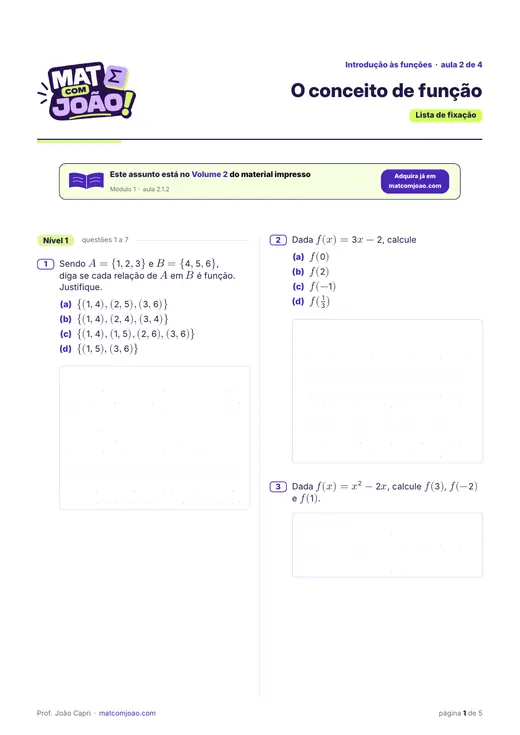 MAT Σ
COM
JOÃO!
Introdução às funções · aula 2 de 4
O conceito de função
Lista de fixação
Este assunto está no Volume 2 do material impresso
Módulo 1 · aula 2.1.2
Adquira já em
matcomjoao.com
Nível 1 questões 1 a 7
1 Sendo A = {1, 2, 3} e B = {4, 5, 6},
diga se cada relação de A em B é função.
Justifique.
(a) {(1, 4), (2, 5), (3, 6)}
(b) {(1, 4), (2, 4), (3, 4)}
(c) {(1, 4), (1, 5), (2, 6), (3, 6)}
(d) {(1, 5), (3, 6)}
2 Dada f(x) = 3x − 2, calcule
(a) f(0)
(b) f(2)
(c) f(−1)
(d) f(1/3)
3 Dada f(x) = x² − 2x, calcule f(3), f(−2)
e f(1).
Prof. João Capri · matcomjoao.com
página 1 de 5